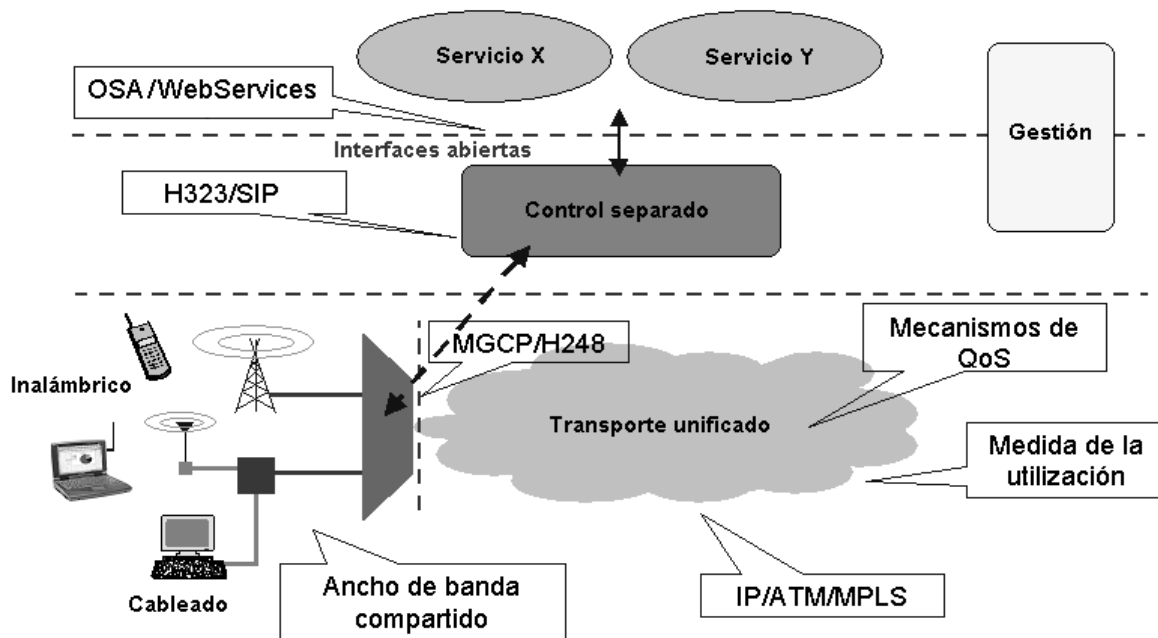 Servicio X
Servicio Y
OSA/WebServices
Gestión
Interfaces abiertas
H323/SIP
Control separado
MGCP/H248
Mecanismos de
QoS
Inalámbrico
Transporte unificado
Medida de la
utilización
Ancho de banda
compartido
IP/ATM/MPLS
Cableado